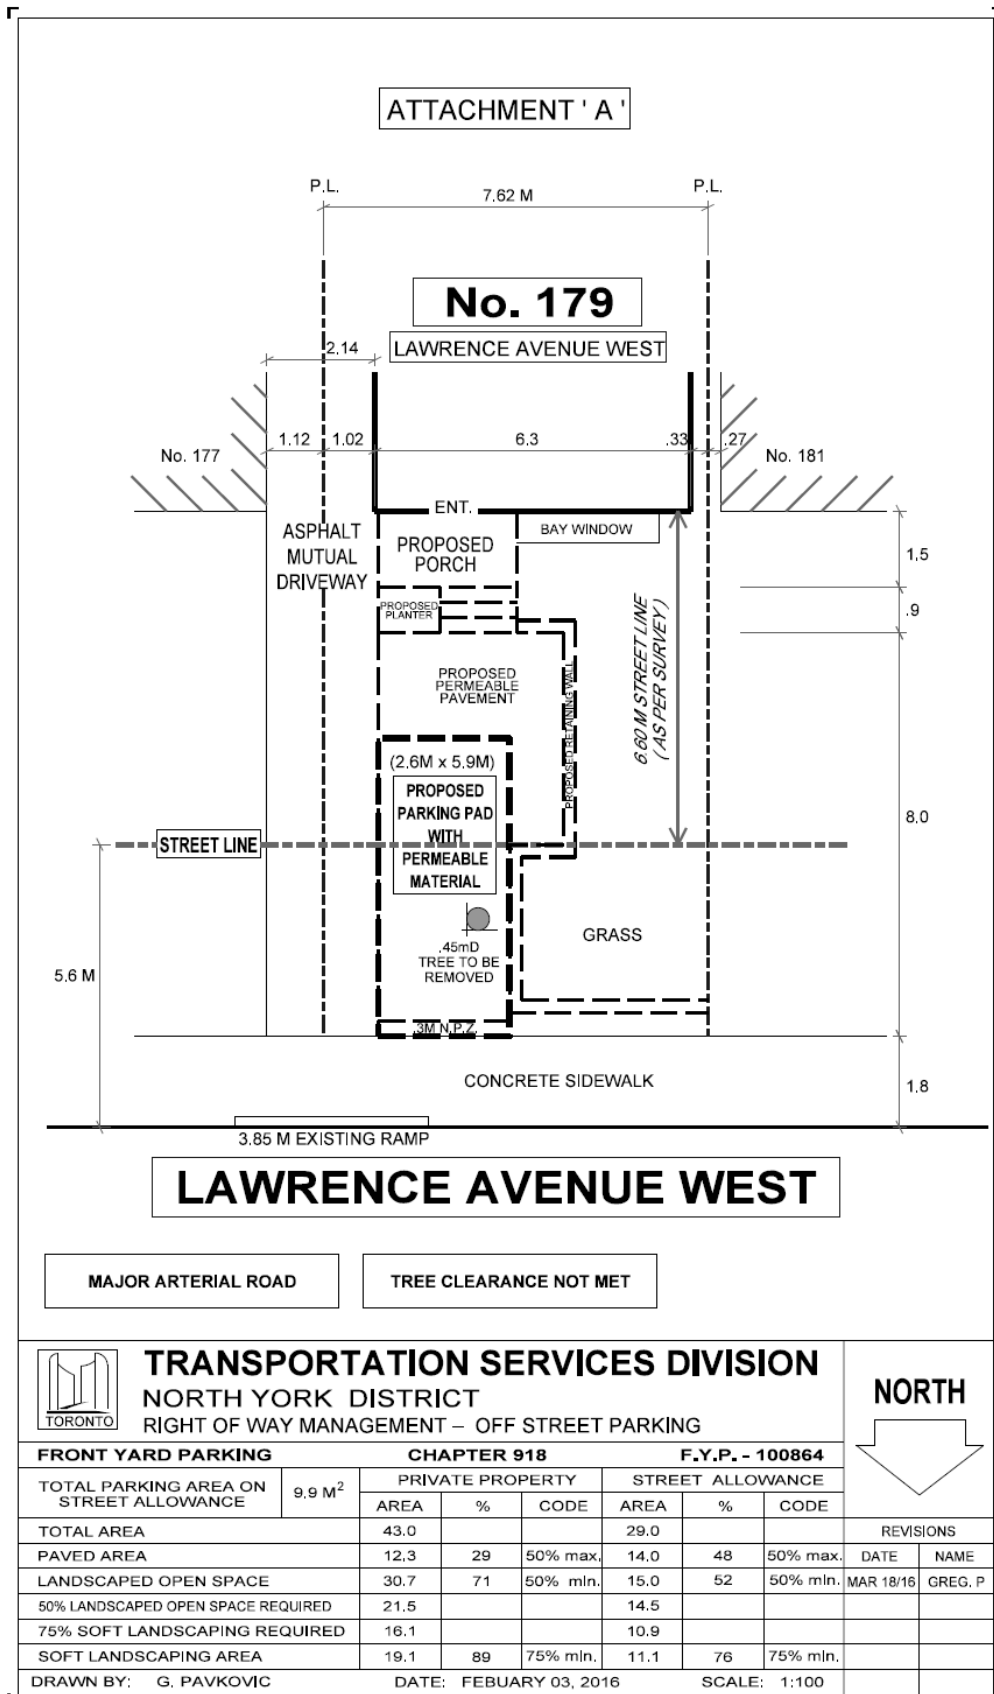 ATTACHMENT ' A '
P.L.
7.62 M
P.L.
No. 179
LAWRENCE AVENUE WEST
2.14
1.12
1.02
6.3
.33
.27
No. 177
No. 181
ENT.
ASPHALT
MUTUAL
DRIVEWAY
PROPOSED
PORCH
BAY WINDOW
1.5
PROPOSED
PLANTER
.9
6.60 M STREET LINE
( AS PER SURVEY )
PROPOSED
PERMEABLE
PAVEMENT
PROPOSED RETAINING WALL
(2.6M x 5.9M)
PROPOSED
PARKING PAD
WITH
PERMEABLE
MATERIAL
STREET LINE
8.0
GRASS
.45mD
TREE TO BE
REMOVED
5.6 M
.3M N.P.Z.
CONCRETE SIDEWALK
1.8
3.85 M EXISTING RAMP
LAWRENCE AVENUE WEST
MAJOR ARTERIAL ROAD
TREE CLEARANCE NOT MET
TORONTO
TRANSPORTATION SERVICES DIVISION
NORTH YORK DISTRICT
RIGHT OF WAY MANAGEMENT – OFF STREET PARKING
NORTH
FRONT YARD PARKING CHAPTER 918 F.Y.P. - 100864
TOTAL PARKING AREA ON
STREET ALLOWANCE
9.9 M²
PRIVATE PROPERTY STREET ALLOWANCE
AREA % CODE AREA % CODE
TOTAL AREA 43.0 29.0 REVISIONS
PAVED AREA 12.3 29 50% max. 14.0 48 50% max. DATE NAME
LANDSCAPED OPEN SPACE 30.7 71 50% min. 15.0 52 50% min. MAR 18/16 GREG. P
50% LANDSCAPED OPEN SPACE REQUIRED 21.5 14.5
75% SOFT LANDSCAPING REQUIRED 16.1 10.9
SOFT LANDSCAPING AREA 19.1 89 75% min. 11.1 76 75% min.
DRAWN BY: G. PAVKOVIC DATE: FEBUARY 03, 2016 SCALE: 1:100